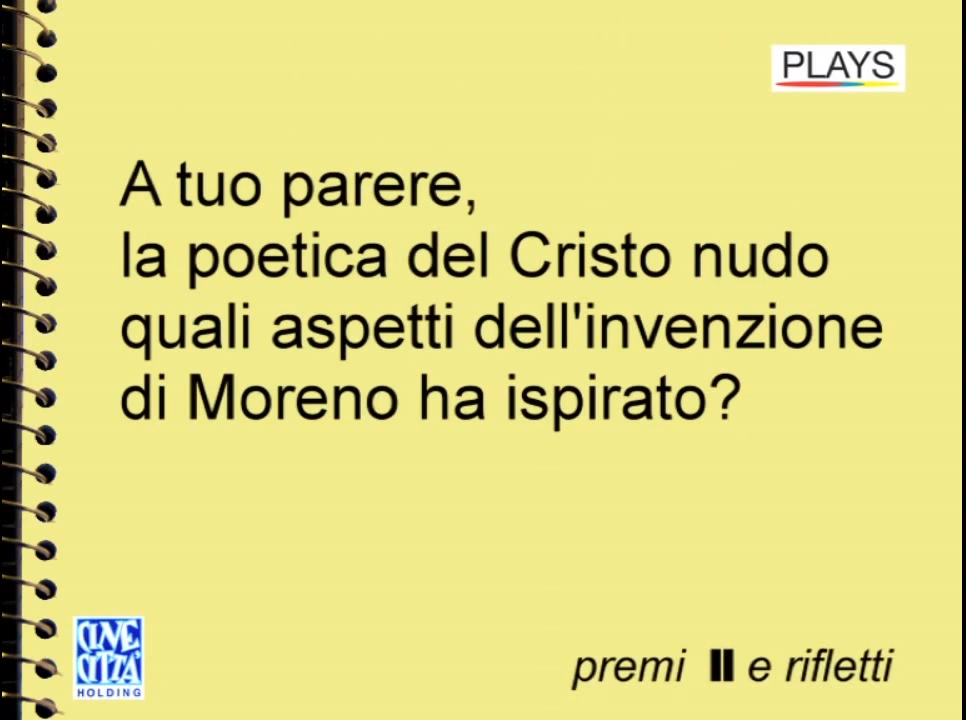 PLAYS
A tuo parere,
la poetica del Cristo nudo
quali aspetti dell'invenzione
di Moreno ha ispirato?
CINE
CITTÀ
HOLDING
premi II e rifletti